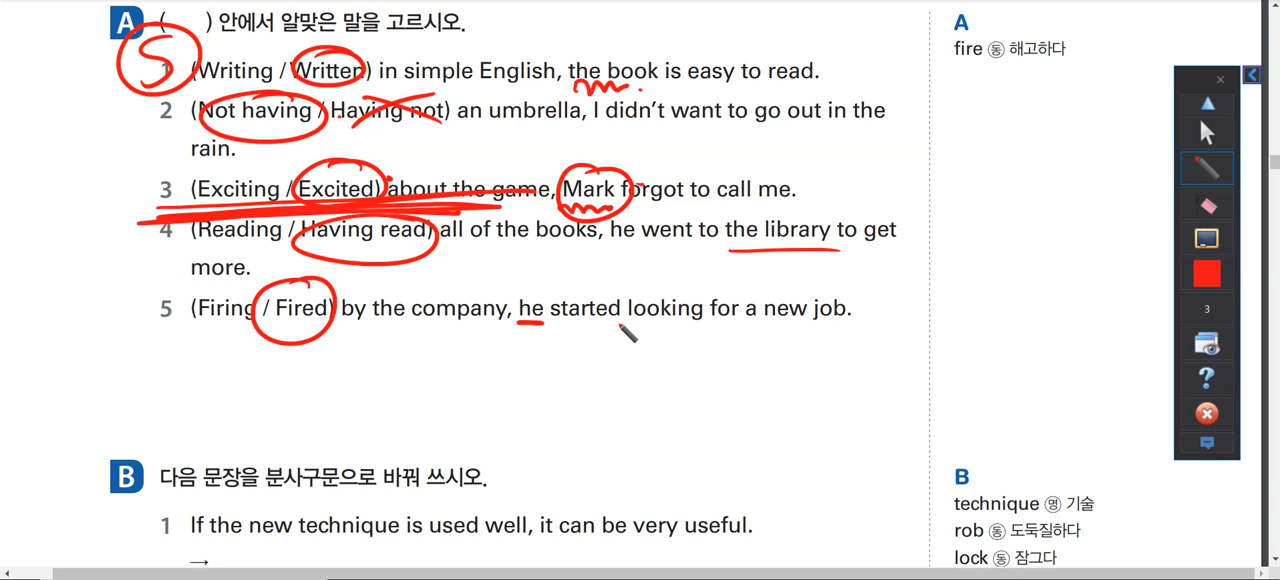 A ( ) 안에서 알맞은 말을 고르시오.
S
1 (Writing / Written) in simple English, the book is easy to read.
2 (Not having / Having not) an umbrella, I didn't want to go out in the
rain.
3 (Exciting / Excited) about the game, Mark forgot to call me.
4 (Reading / Having read) all of the books, he went to the library to get
more.
5 (Firing / Fired) by the company, he started looking for a new job.
B 다음 문장을 분사구문으로 바꿔 쓰시오.
1 If the new technique is used well, it can be very useful.
→
A
fire 동 해고하다
B
technique 명 기술
rob 동 도둑질하다
lock 동 잠그다
3